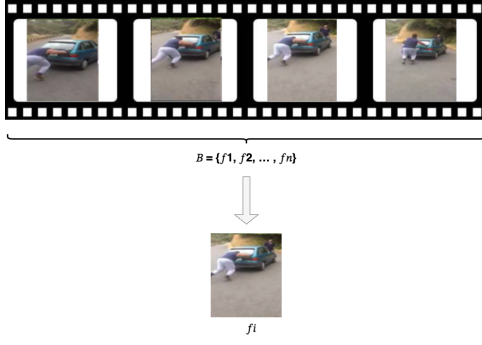 B = {f1, f2, ... , fn}
fi